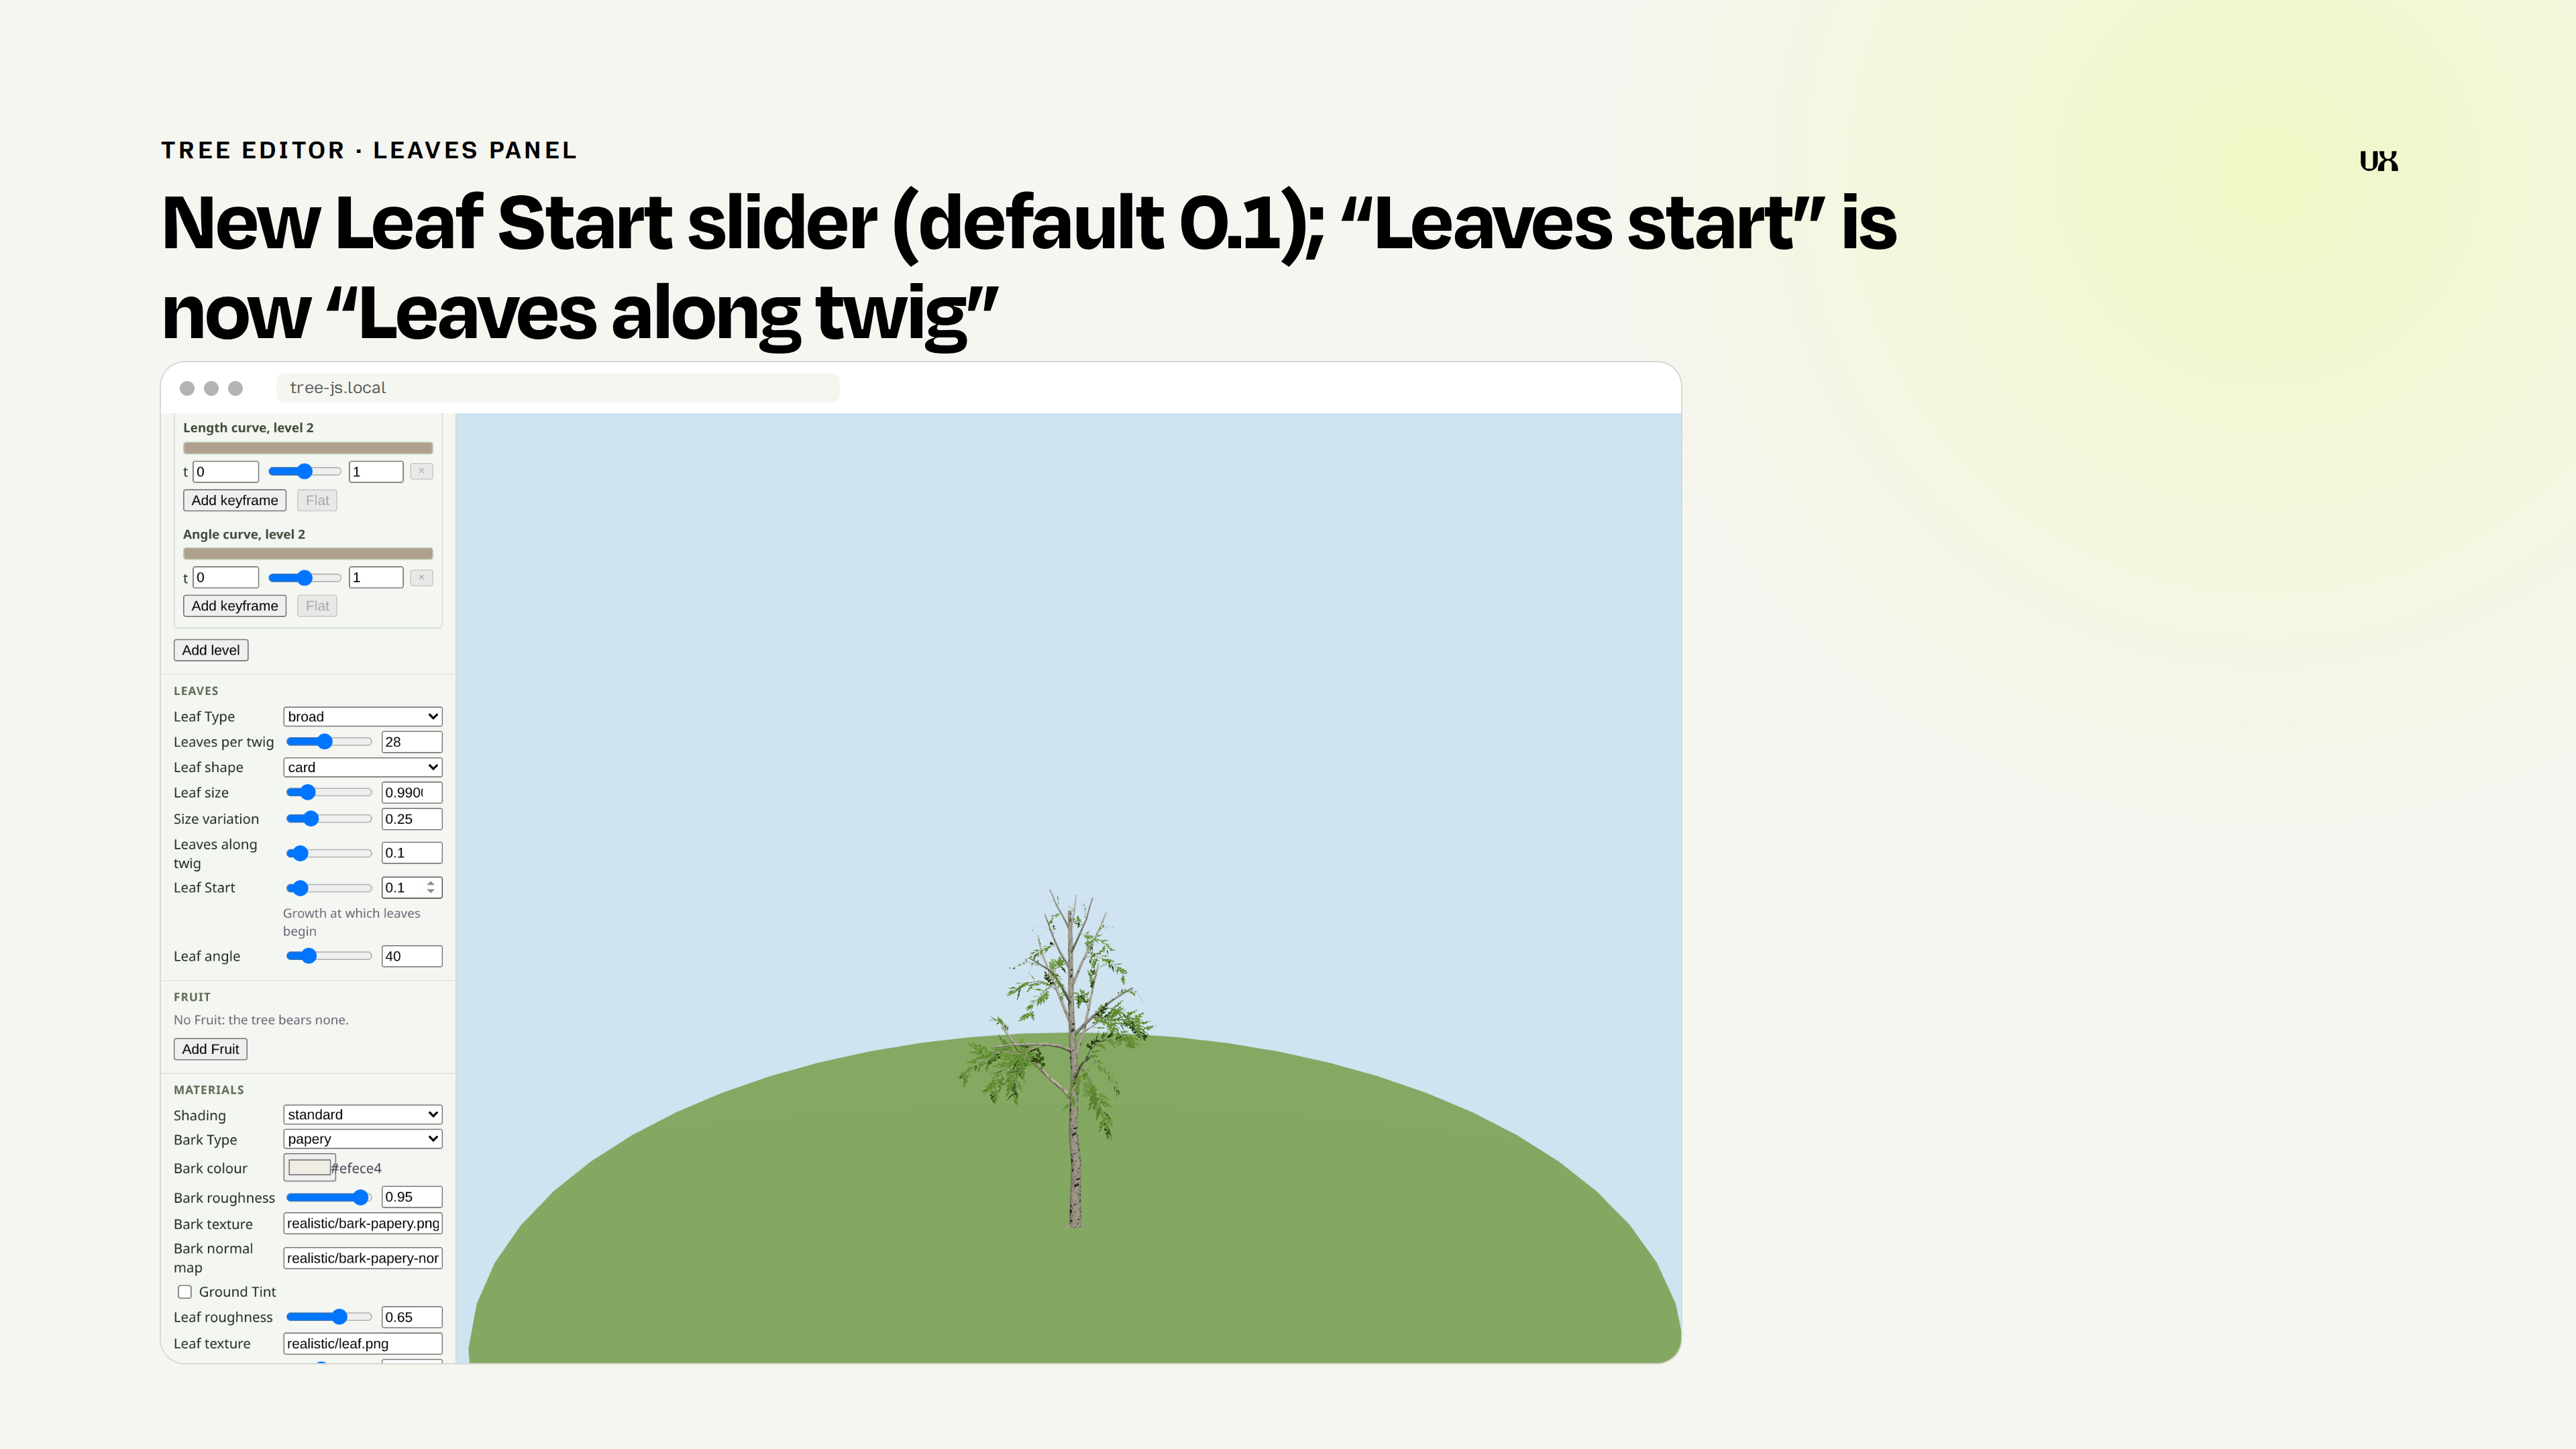 TREE EDITOR · LEAVES PANEL
UX
New Leaf Start slider (default 0.1); “Leaves start” is
now “Leaves along twig”
tree-js.local
Length curve, level 2
t 0 1 ×
Add keyframe Flat
Angle curve, level 2
t 0 1 ×
Add keyframe Flat
Add level
LEAVES
Leaf Type broad
Leaves per twig 28
Leaf shape card
Leaf size 0.990
Size variation 0.25
Leaves along
twig 0.1
Leaf Start 0.1
Growth at which leaves
begin
Leaf angle 40
FRUIT
No Fruit: the tree bears none.
Add Fruit
MATERIALS
Shading standard
Bark Type papery
Bark colour #efece4
Bark roughness 0.95
Bark texture realistic/bark-papery.png
Bark normal
map realistic/bark-papery-nor
Ground Tint
Leaf roughness 0.65
Leaf texture realistic/leaf.png